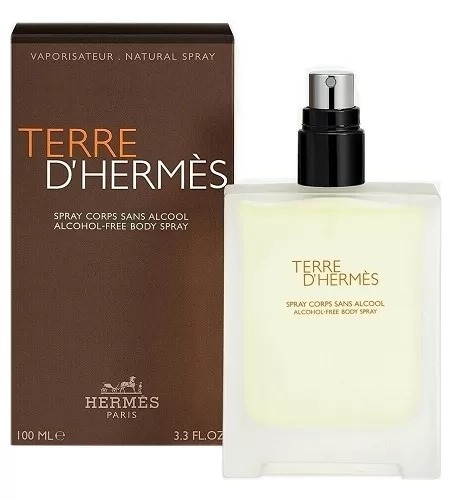 VAPORISATEUR . NATURAL SPRAY
TERRE
D'HERMÈS
SPRAY CORPS SANS ALCOOL
ALCOHOL-FREE BODY SPRAY
HERMÈS
PARIS
100 ML℮ 3.3 FL.OZ
TERRE
D'HERMÈS
SPRAY CORPS SANS ALCOOL
ALCOHOL-FREE BODY SPRAY